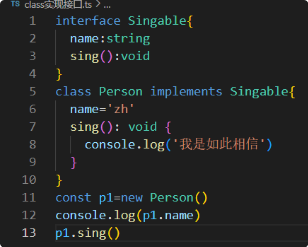 class实现接口.ts > ...
1 interface Singable{
2 name:string
3 sing():void
4 }
5 class Person implements Singable{
6 name='zh'
7 sing(): void {
8 console.log('我是如此相信')
9 }
10 }
11 const p1=new Person()
12 console.log(p1.name)
13 p1.sing()